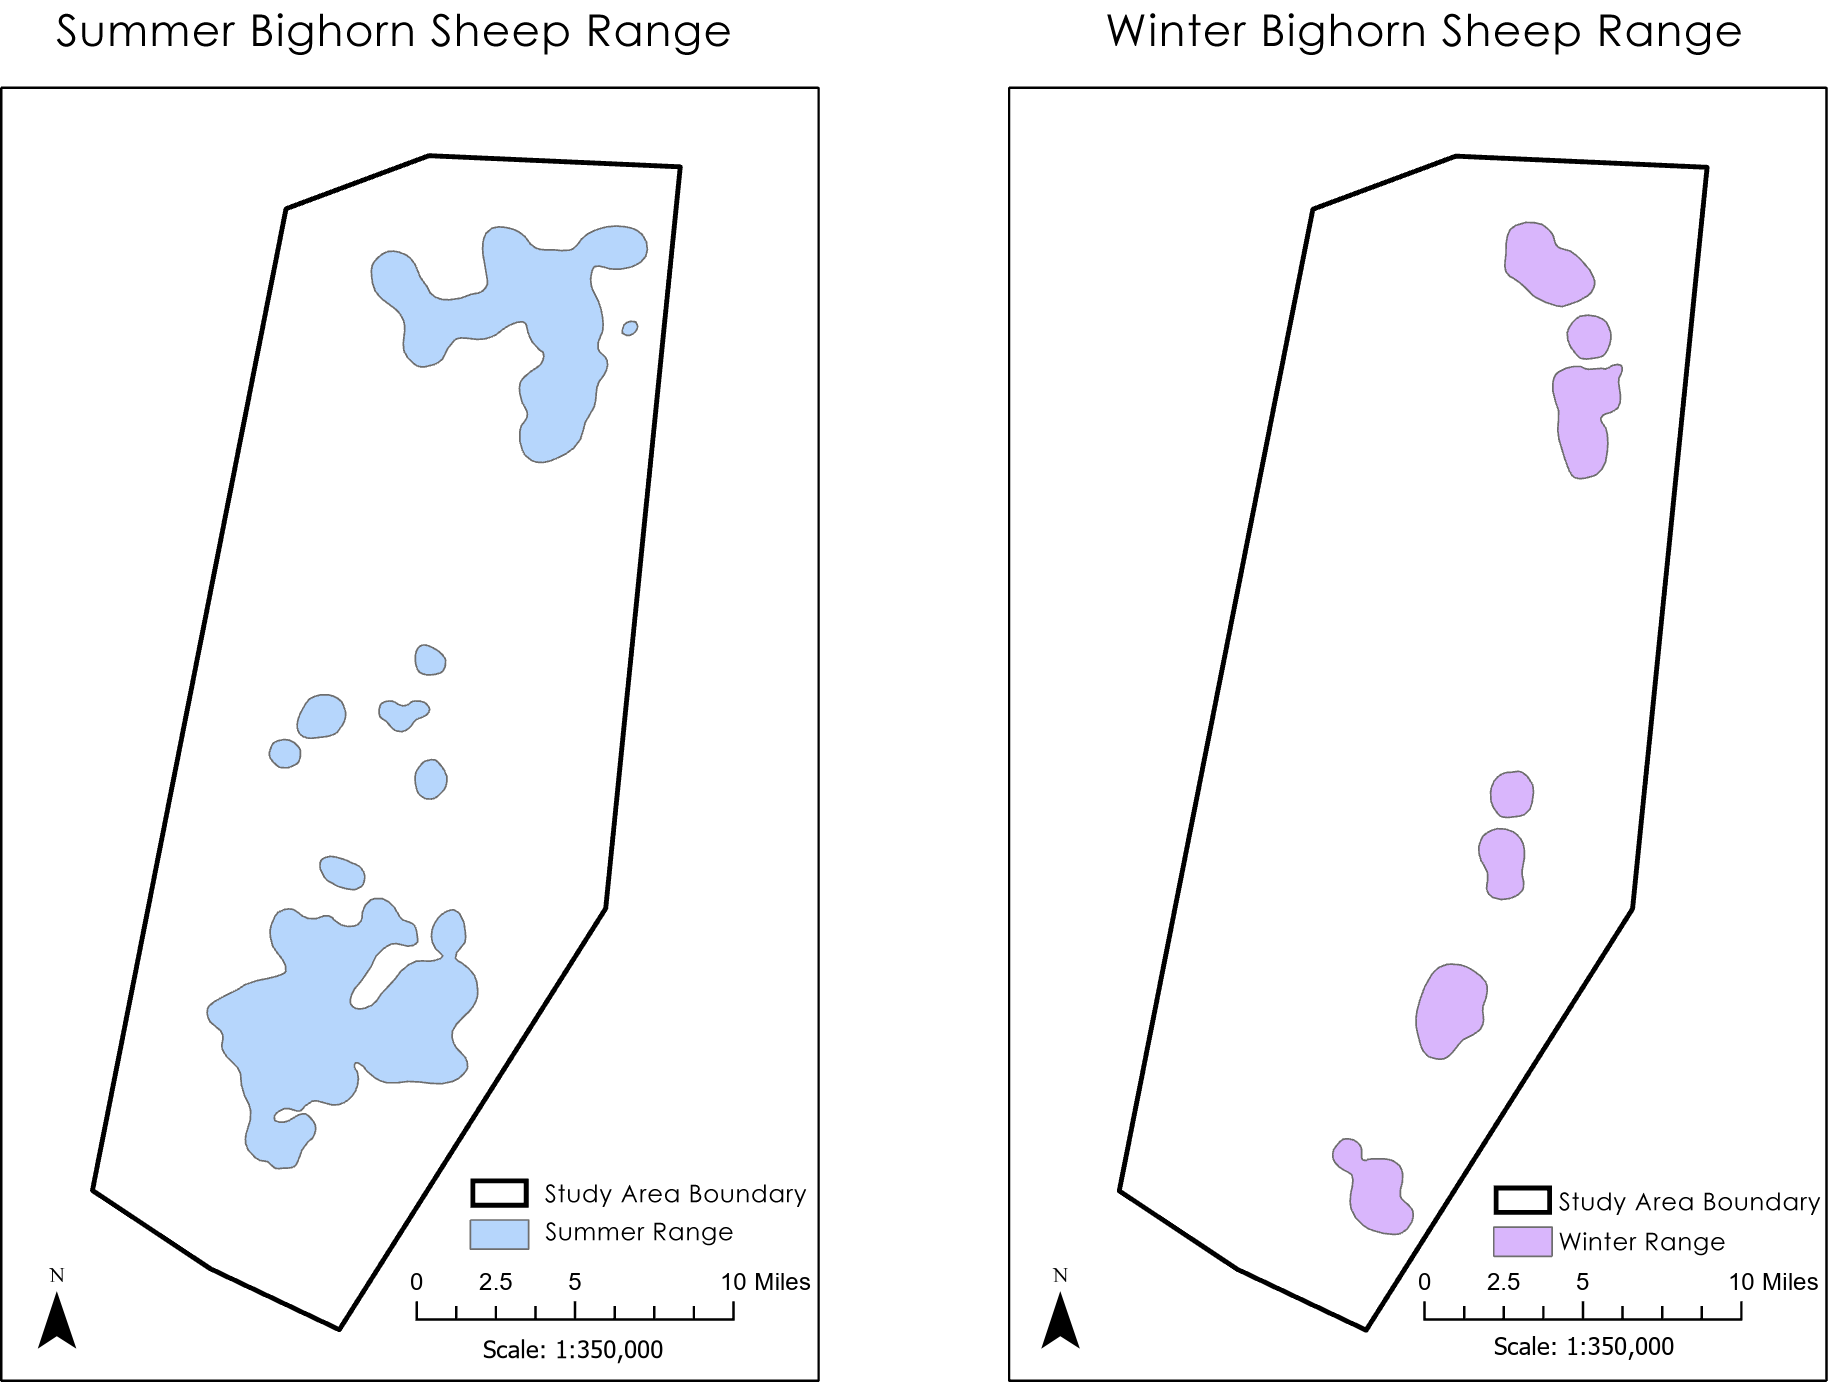 Summer Bighorn Sheep Range
Study Area Boundary
Summer Range
N
0 2.5 5 10 Miles
Scale: 1:350,000
Winter Bighorn Sheep Range
Study Area Boundary
Winter Range
N
0 2.5 5 10 Miles
Scale: 1:350,000